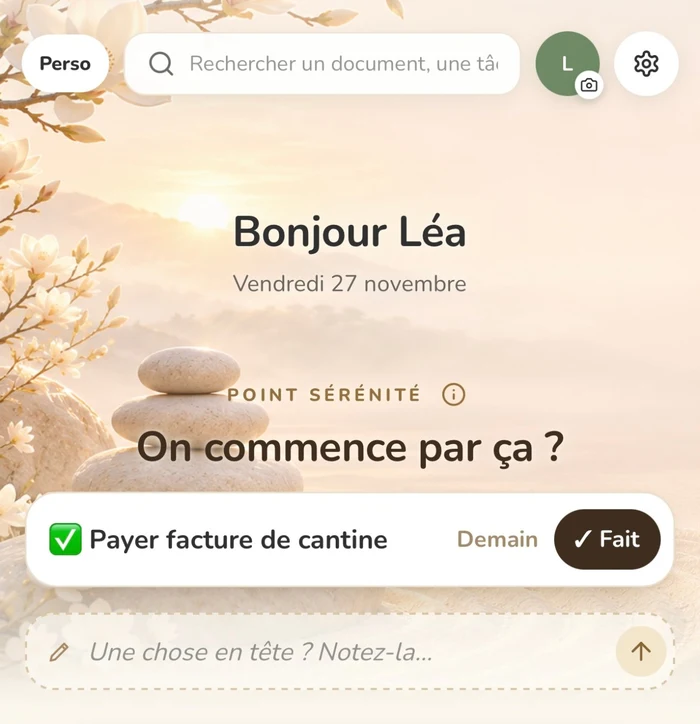 Perso
Rechercher un document, une tâc
L
Bonjour Léa
Vendredi 27 novembre
POINT SÉRÉNITÉ
On commence par ça ?
✅ Payer facture de cantine
Demain
✓ Fait
Une chose en tête ? Notez-la...